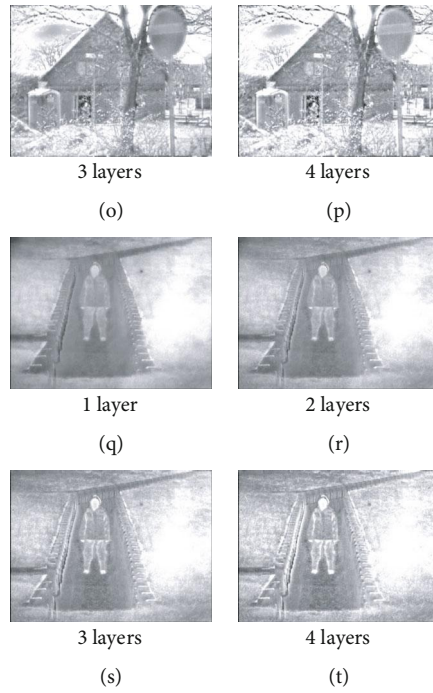 3 layers
4 layers
(o)
(p)
1 layer
2 layers
(q)
(r)
3 layers
4 layers
(s)
(t)